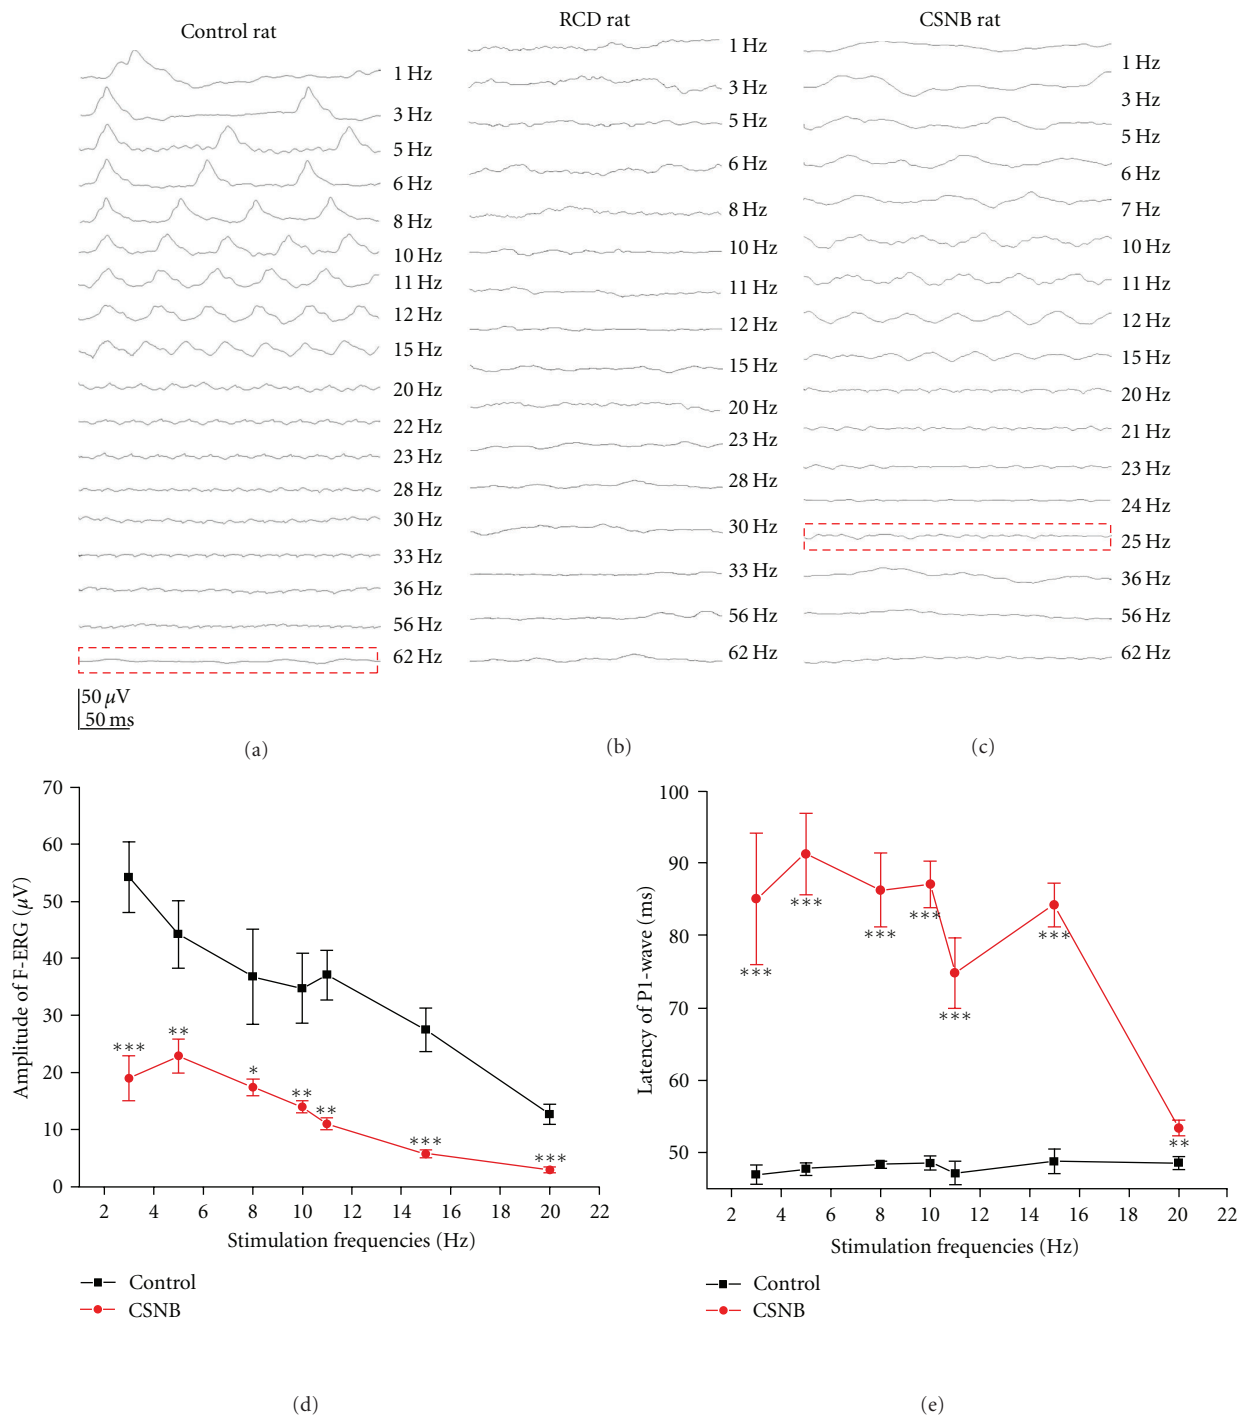 Control rat
1 Hz
3 Hz
5 Hz
6 Hz
8 Hz
10 Hz
11 Hz
12 Hz
15 Hz
20 Hz
22 Hz
23 Hz
28 Hz
30 Hz
33 Hz
36 Hz
56 Hz
62 Hz
50 μV
50 ms
(a)
RCD rat
1 Hz
3 Hz
5 Hz
6 Hz
8 Hz
10 Hz
11 Hz
12 Hz
15 Hz
20 Hz
23 Hz
28 Hz
30 Hz
33 Hz
56 Hz
62 Hz
(b)
CSNB rat
1 Hz
3 Hz
5 Hz
6 Hz
7 Hz
10 Hz
11 Hz
12 Hz
15 Hz
20 Hz
21 Hz
23 Hz
24 Hz
25 Hz
36 Hz
56 Hz
62 Hz
(c)
Amplitude of F-ERG (μV)
70
60
50
40
30
20
10
0
***
**
*
**
**
***
***
2 4 6 8 10 12 14 16 18 20 22
Stimulation frequencies (Hz)
Control
CSNB
(d)
Latency of P1-wave (ms)
100
90
80
70
60
50
***
***
***
***
***
***
**
2 4 6 8 10 12 14 16 18 20 22
Stimulation frequencies (Hz)
Control
CSNB
(e)